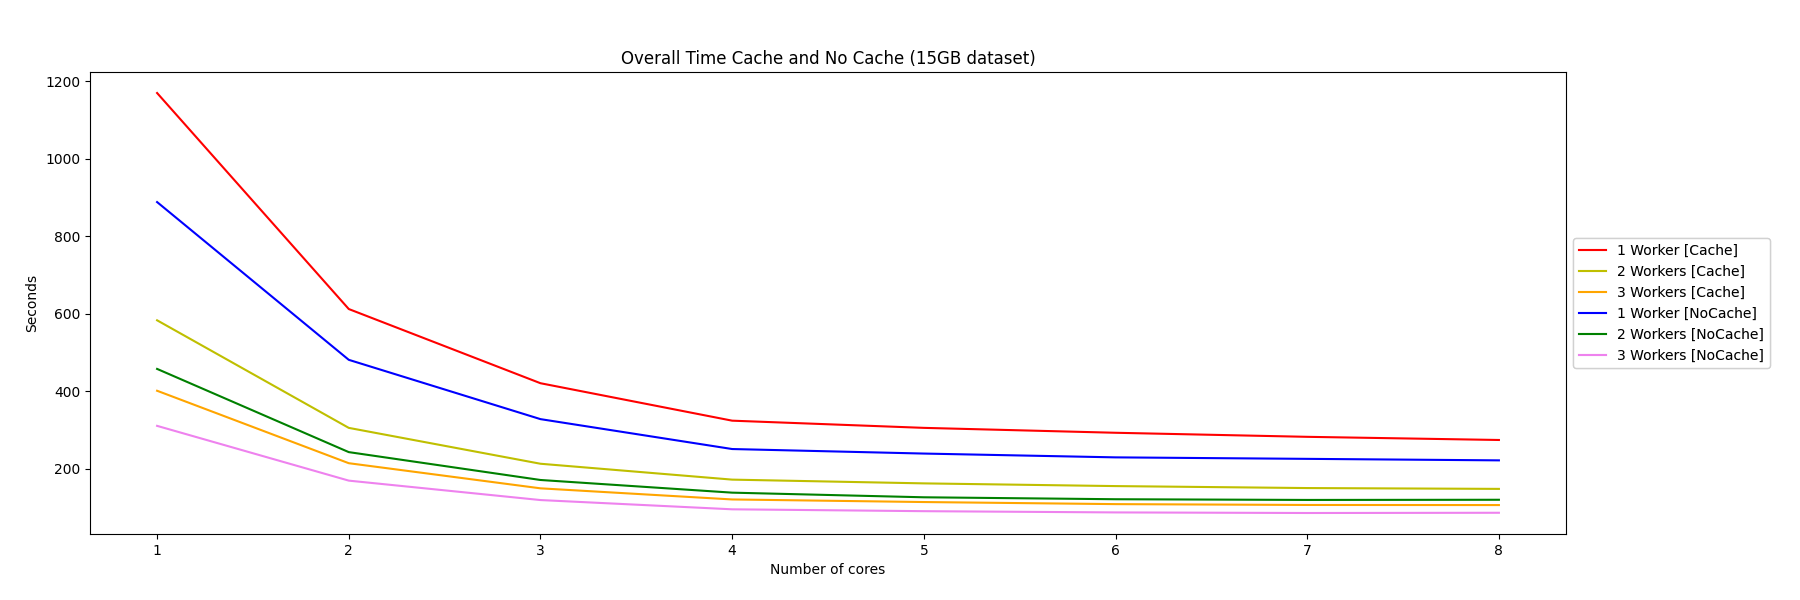 Overall Time Cache and No Cache (15GB dataset)
Seconds
1200
1000
800
600
400
200
1 2 3 4 5 6 7 8
Number of cores
1 Worker [Cache]
2 Workers [Cache]
3 Workers [Cache]
1 Worker [NoCache]
2 Workers [NoCache]
3 Workers [NoCache]